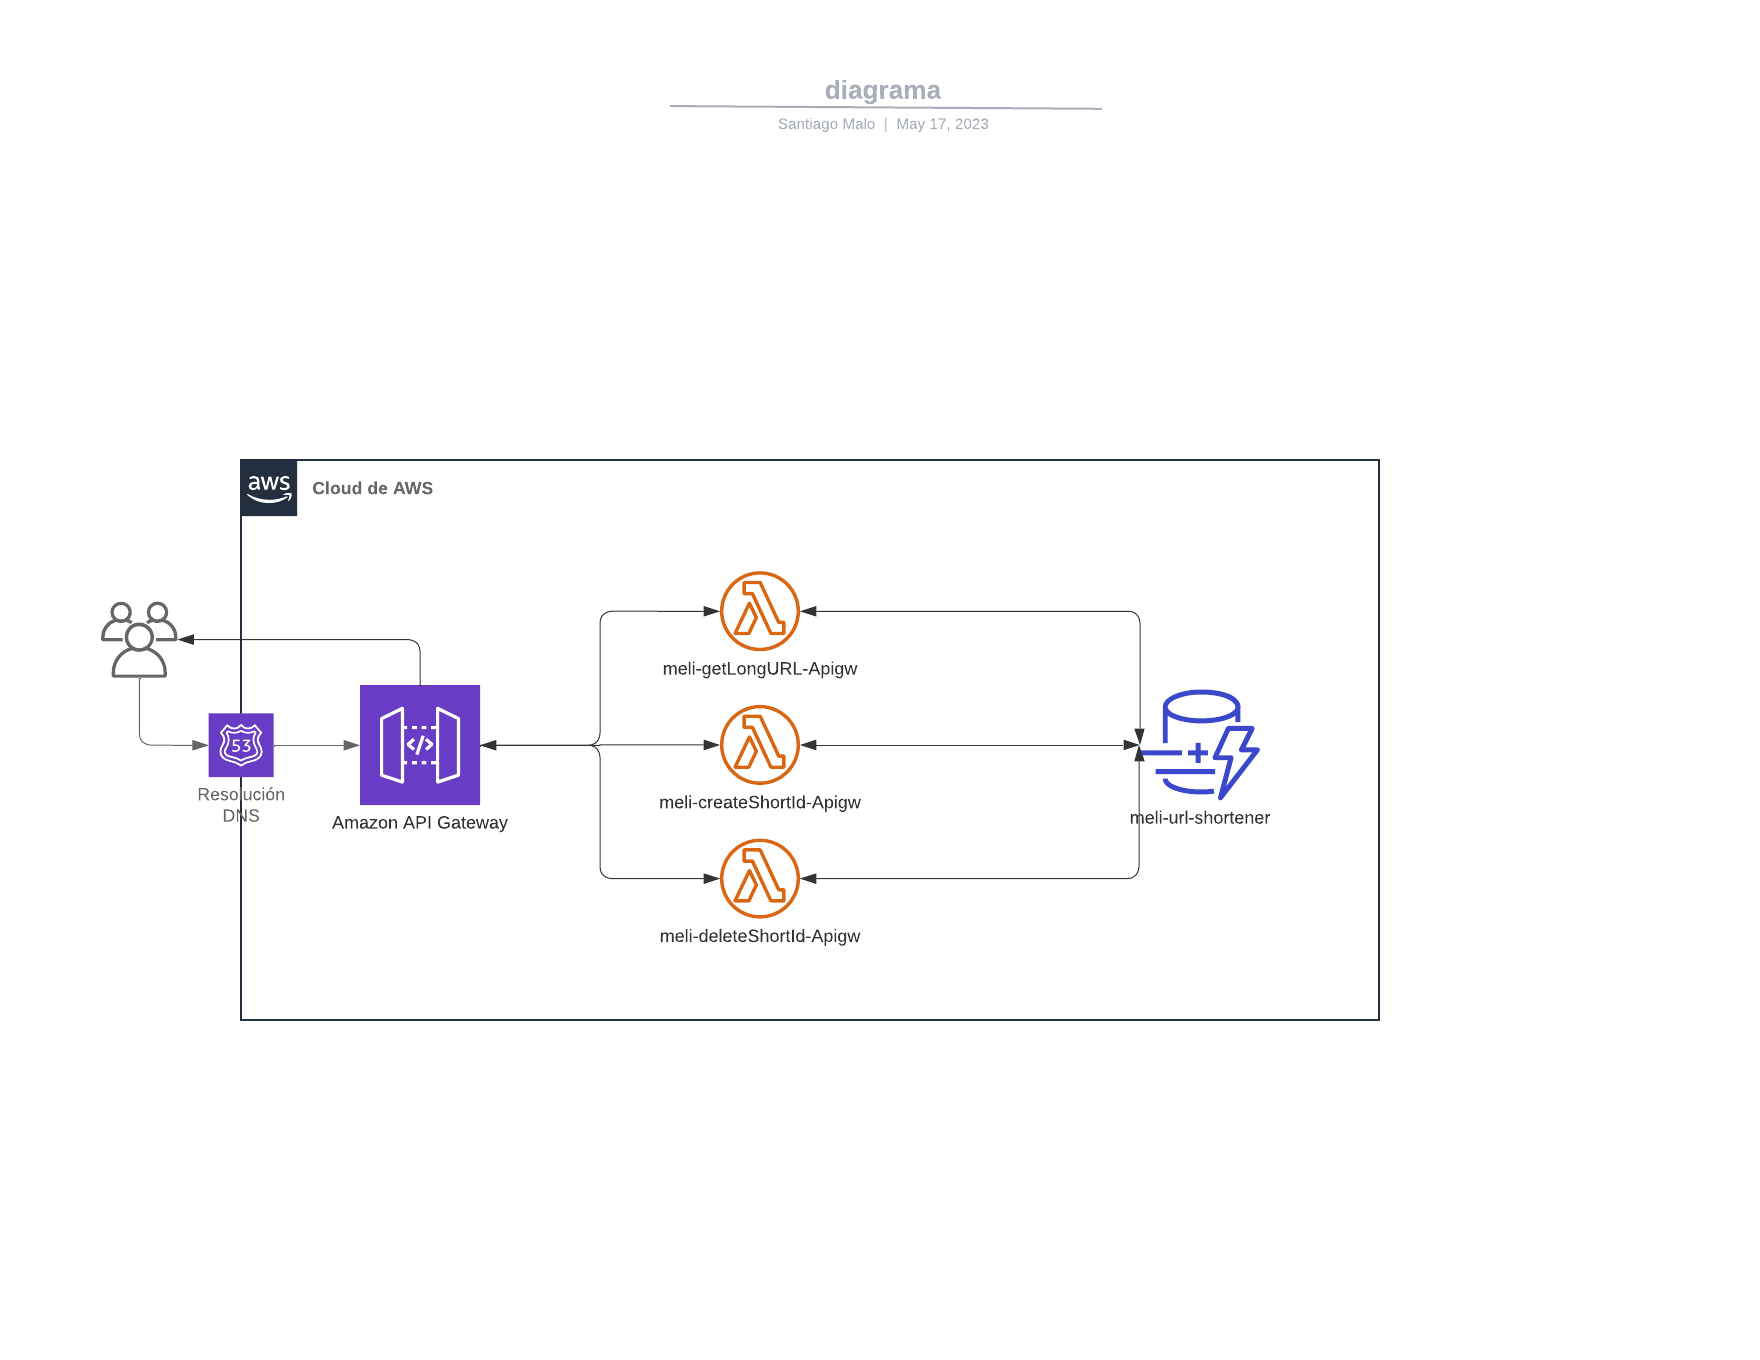 diagrama
Santiago Malo | May 17, 2023
aws
Cloud de AWS
meli-getLongURL-Apigw
53
Resolución
DNS
</>
Amazon API Gateway
meli-createShortId-Apigw
meli-url-shortener
meli-deleteShortId-Apigw